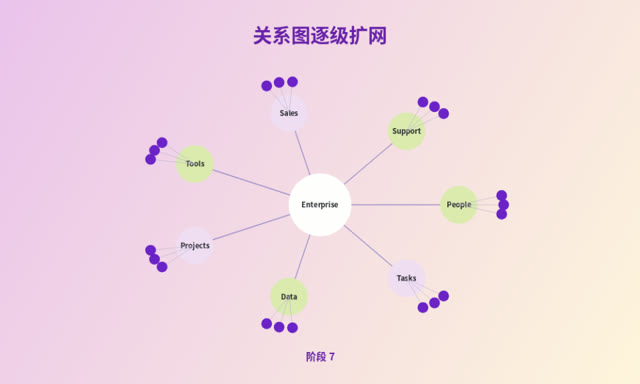 关系图逐级扩网
Sales
Support
Tools
Enterprise
People
Projects
Tasks
Data
阶段 7